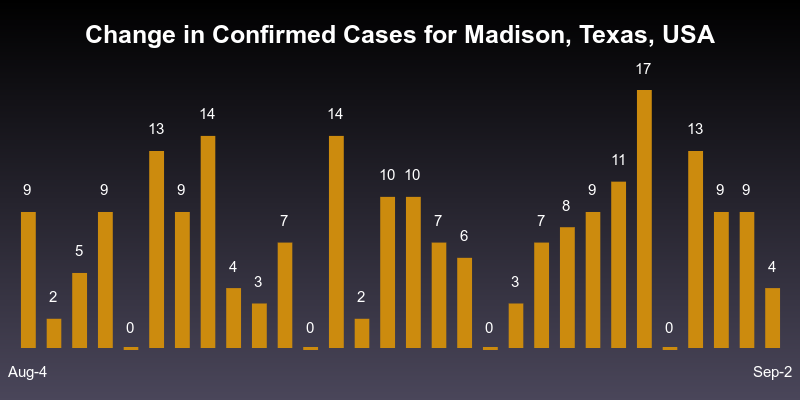 Change in Confirmed Cases for Madison, Texas, USA
9 2 5 9 0 13 9 14 4 3 7 0 14 2 10 10 7 6 0 3 7 8 9 11 17 0 13 9 9 4
Aug-4 Sep-2